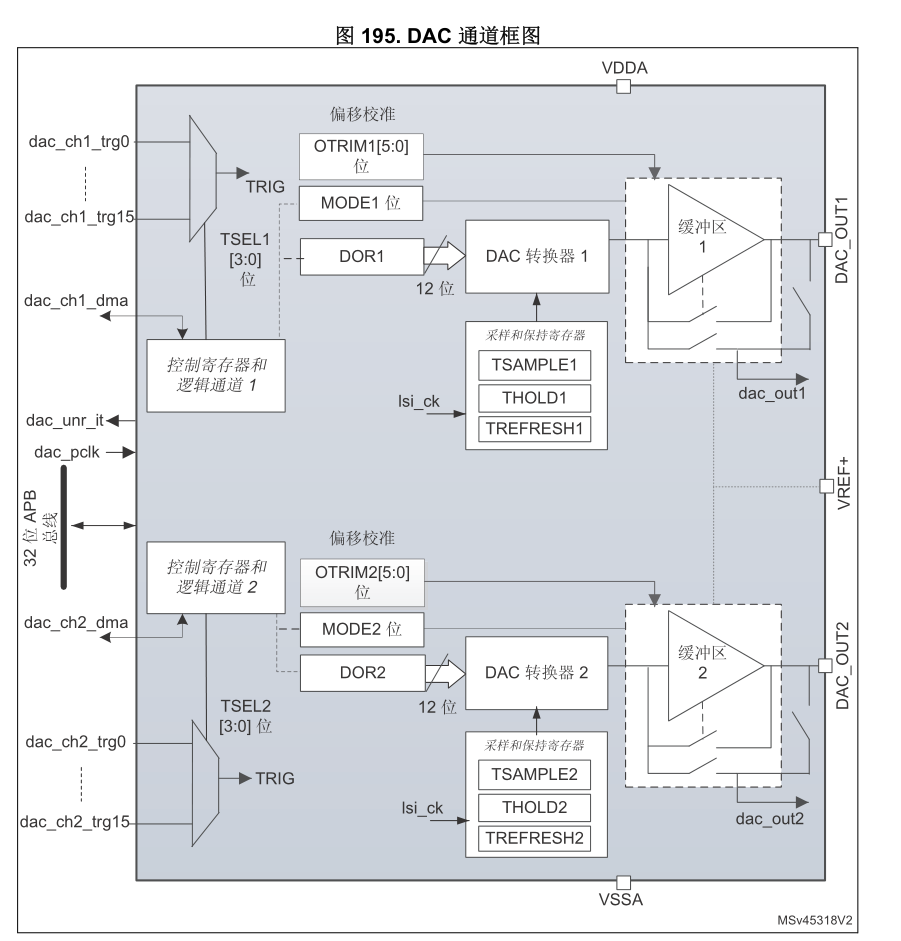 图 195. DAC 通道框图
VDDA
偏移校准
dac_ch1_trg0
OTRIM1[5:0]
位
TRIG
MODE1 位
dac_ch1_trg15
缓冲区
1
DAC_OUT1
TSEL1
[3:0]
位
DOR1
12 位
DAC 转换器 1
dac_ch1_dma
控制寄存器和
逻辑通道 1
采样和保持寄存器
TSAMPLE1
THOLD1
TREFRESH1
lsi_ck
dac_out1
dac_unr_it
dac_pclk
VREF+
32 位 APB
总线
偏移校准
控制寄存器和
逻辑通道 2
OTRIM2[5:0]
位
dac_ch2_dma
MODE2 位
缓冲区
2
DAC_OUT2
DOR2
12 位
DAC 转换器 2
TSEL2
[3:0] 位
dac_ch2_trg0
采样和保持寄存器
TSAMPLE2
THOLD2
TREFRESH2
TRIG
lsi_ck
dac_ch2_trg15
dac_out2
VSSA
MSv45318V2